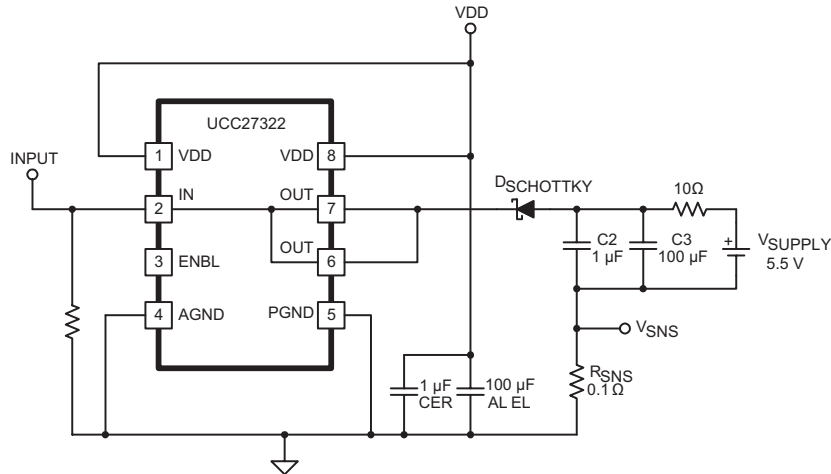 VDD
UCC27322
INPUT
1 VDD VDD 8
2 IN OUT 7
3 ENBL OUT 6
4 AGND PGND 5
DSCHOTTKY
10Ω
C2
1 µF
C3
100 µF
+
VSUPPLY
5.5 V
VSNS
1 µF
CER
100 µF
AL EL
RSNS
0.1 Ω